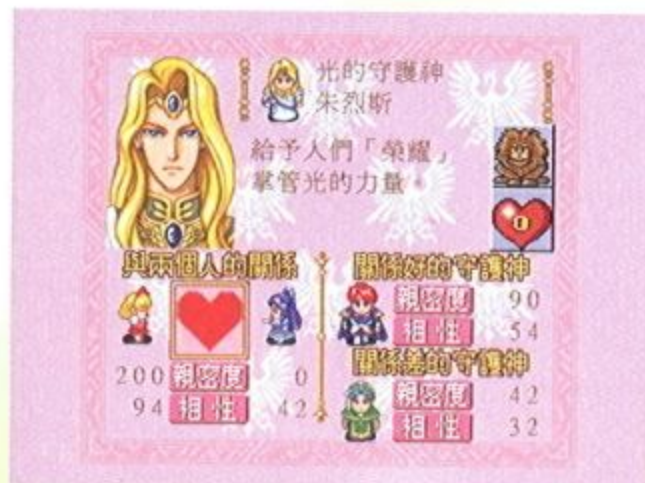 光的守護神
朱烈斯
給予人們「榮耀」
掌管光的力量。
與兩個人的關係
200 親密度 0
94 相性 42
關係好的守護神
親密度 90
相性 54
關係差的守護神
親密度 42
相性 32